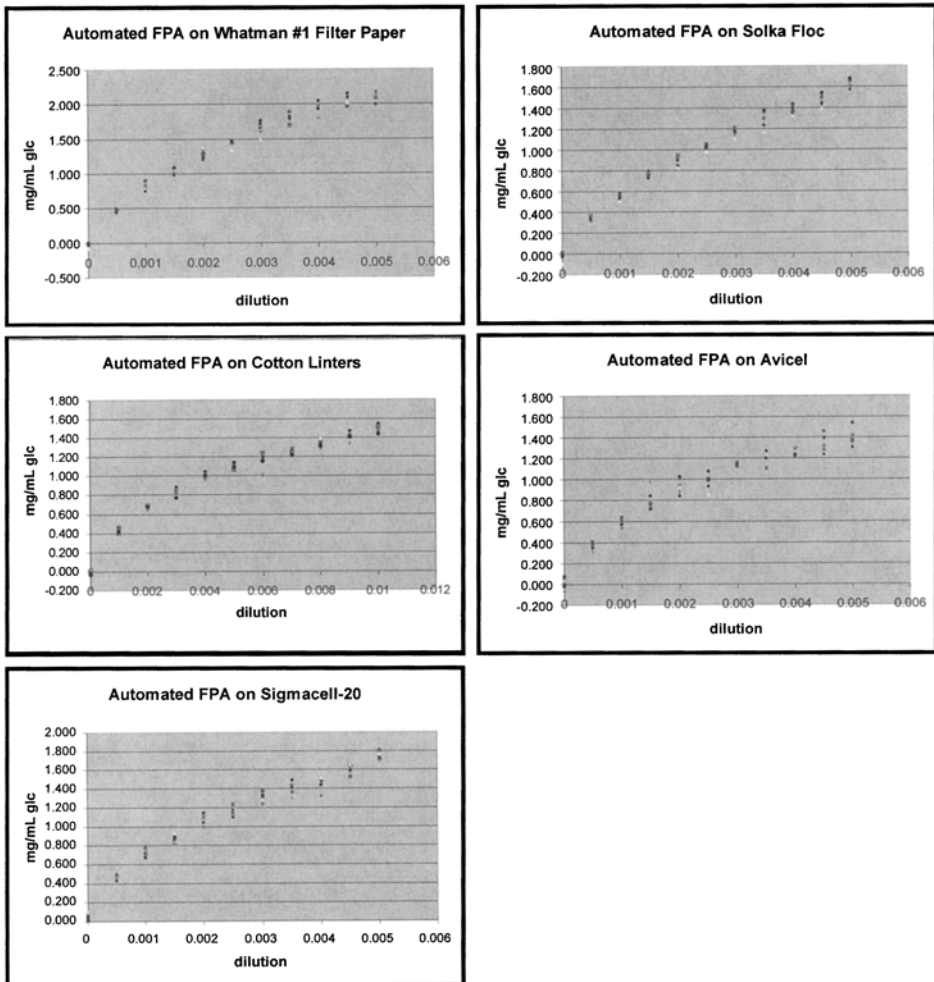 Automated FPA on Whatman #1 Filter Paper
2.500
2.000
1.500
1.000
0.500
0.000
-0.500
mg/mL glc
0 0.001 0.002 0.003 0.004 0.005 0.006
dilution
Automated FPA on Solka Floc
1.800
1.600
1.400
1.200
1.000
0.800
0.600
0.400
0.200
0.000
-0.200
mg/mL glc
0 0.001 0.002 0.003 0.004 0.005 0.006
dilution
Automated FPA on Cotton Linters
1.800
1.600
1.400
1.200
1.000
0.800
0.600
0.400
0.200
0.000
-0.200
mg/mL glc
0 0.002 0.004 0.006 0.008 0.010 0.012
dilution
Automated FPA on Avicel
1.800
1.600
1.400
1.200
1.000
0.800
0.600
0.400
0.200
0.000
-0.200
mg/mL glc
0 0.001 0.002 0.003 0.004 0.005 0.006
dilution
Automated FPA on Sigmacell-20
2.000
1.800
1.600
1.400
1.200
1.000
0.800
0.600
0.400
0.200
0.000
mg/mL glc
0 0.001 0.002 0.003 0.004 0.005 0.006
dilution